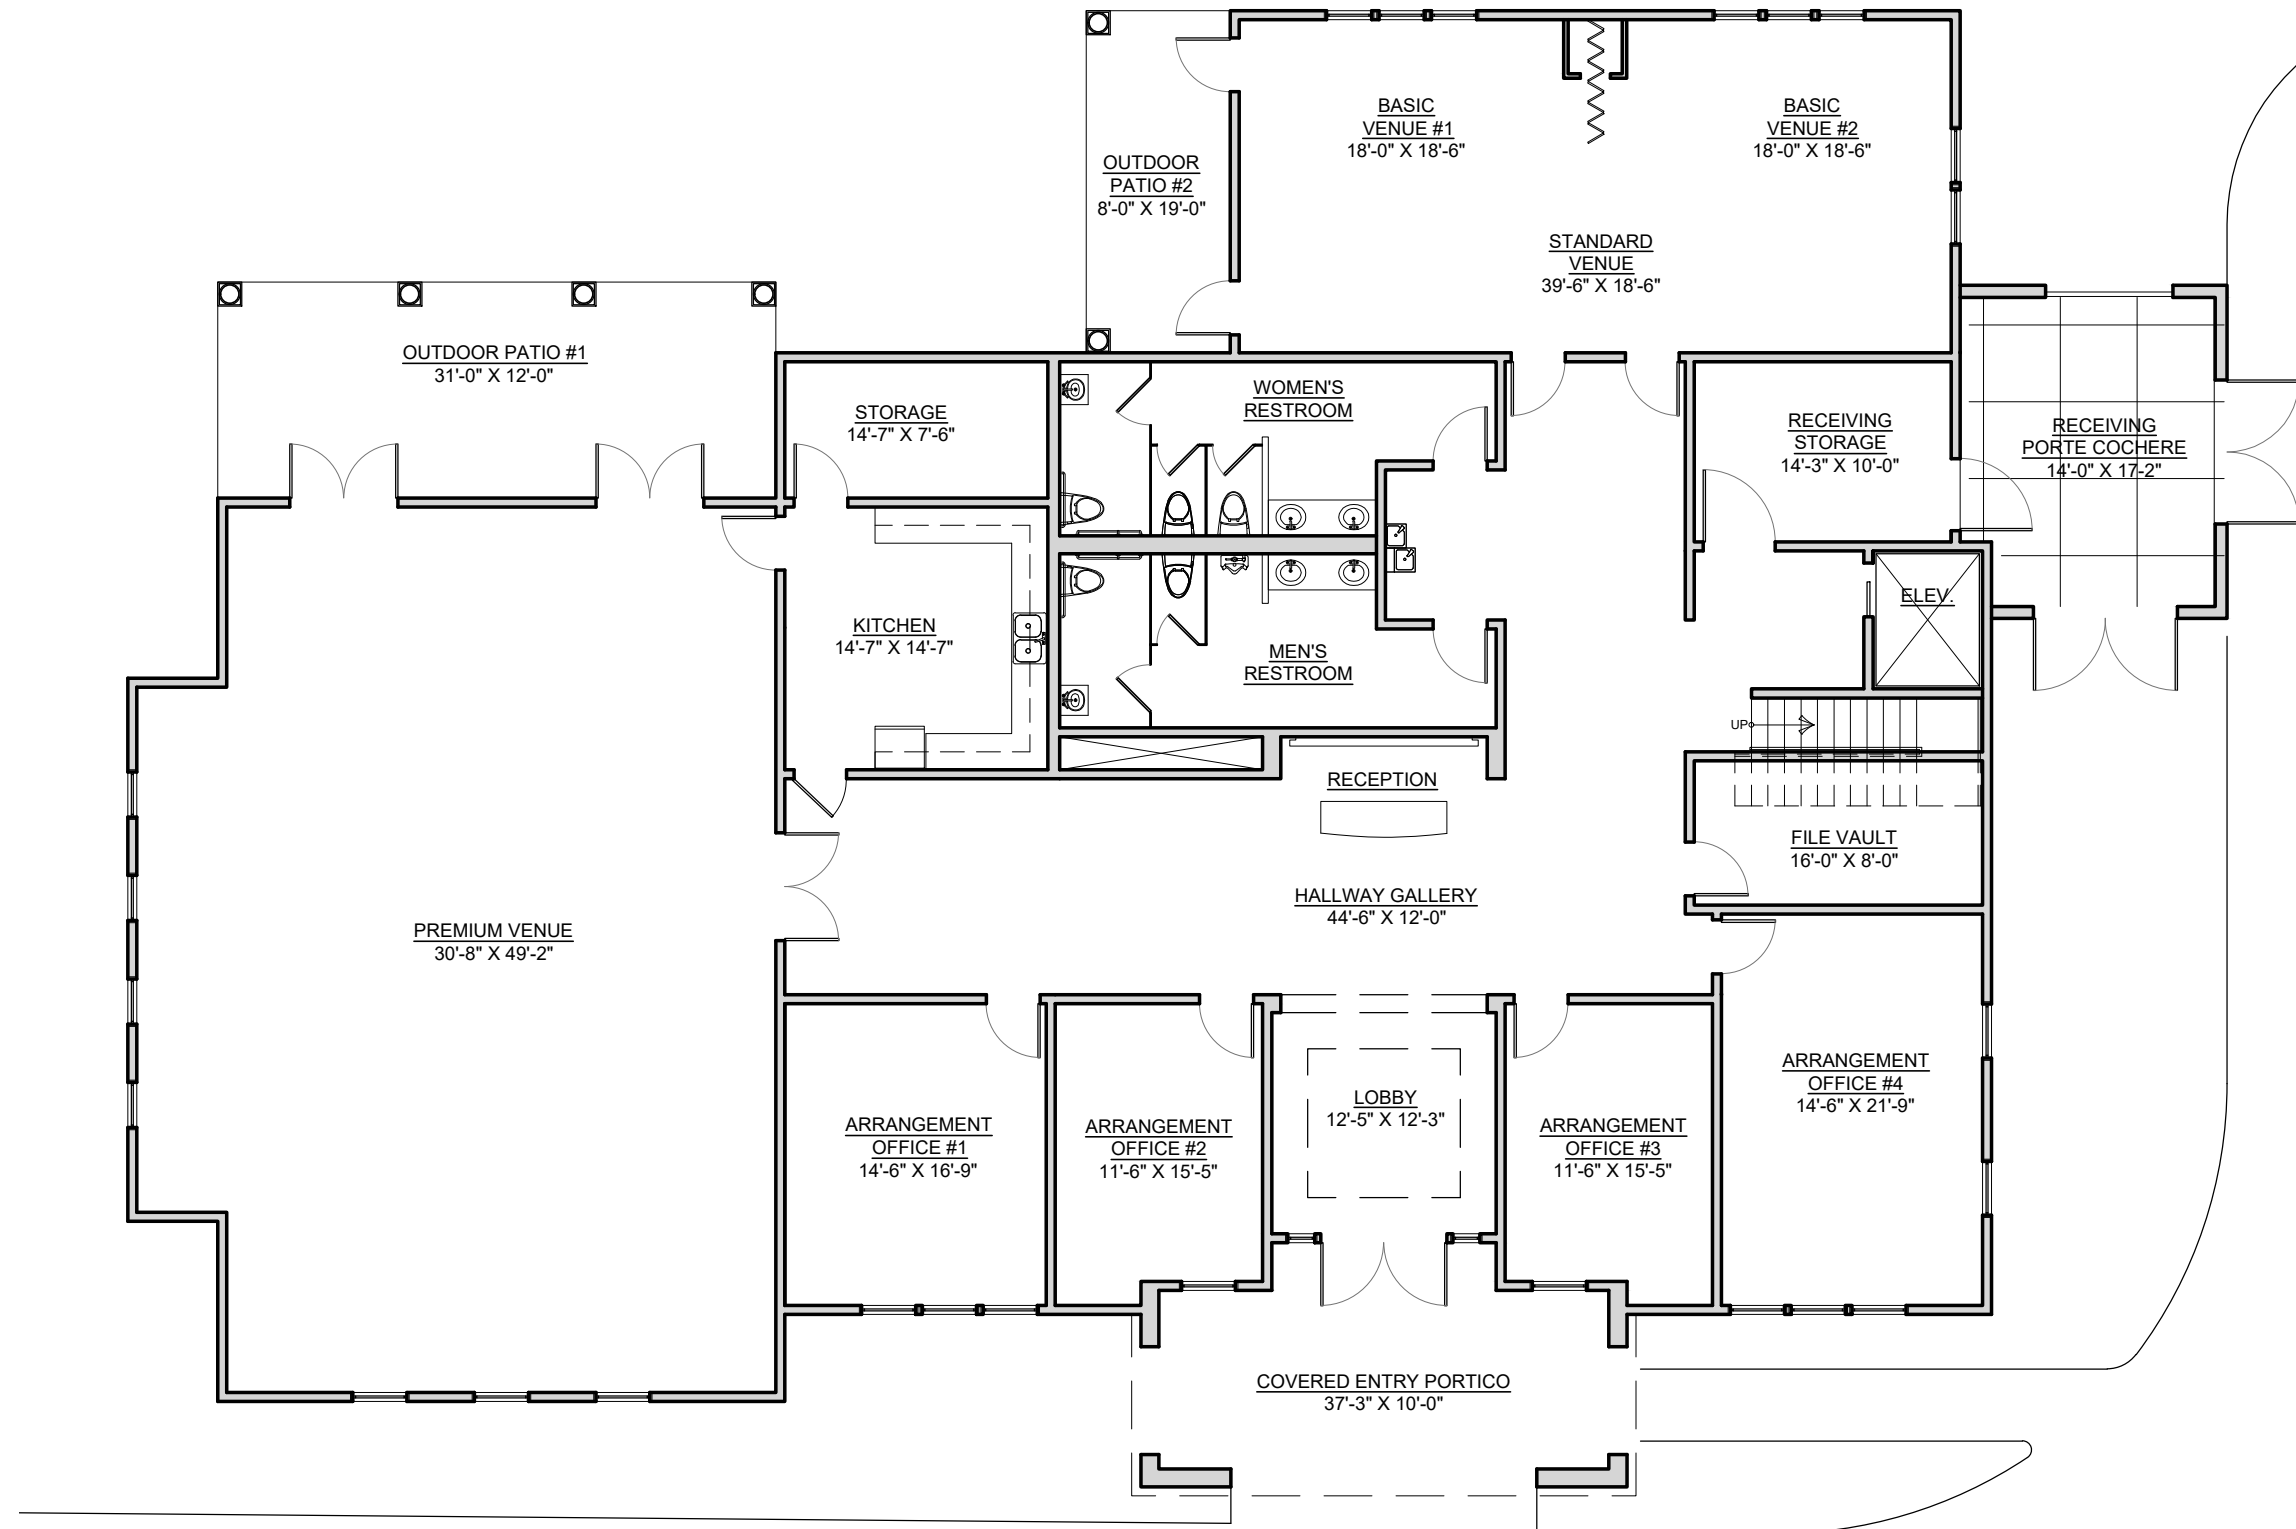 BASIC
VENUE #1
18'-0" X 18'-6"
BASIC
VENUE #2
18'-0" X 18'-6"
OUTDOOR
PATIO #2
8'-0" X 19'-0"
STANDARD
VENUE
39'-6" X 18'-6"
OUTDOOR PATIO #1
31'-0" X 12'-0"
STORAGE
14'-7" X 7'-6"
WOMEN'S
RESTROOM
RECEIVING
STORAGE
14'-3" X 10'-0"
RECEIVING
PORTE COCHERE
14'-0" X 17-2"
ELEV.
KITCHEN
14'-7" X 14'-7"
MEN'S
RESTROOM
UP
RECEPTION
FILE VAULT
16'-0" X 8'-0"
HALLWAY GALLERY
44'-6" X 12'-0"
PREMIUM VENUE
30'-8" X 49'-2"
ARRANGEMENT
OFFICE #1
14'-6" X 16'-9"
ARRANGEMENT
OFFICE #2
11'-6" X 15'-5"
LOBBY
12'-5" X 12'-3"
ARRANGEMENT
OFFICE #3
11'-6" X 15'-5"
ARRANGEMENT
OFFICE #4
14'-6" X 21'-9"
COVERED ENTRY PORTICO
37'-3" X 10'-0"